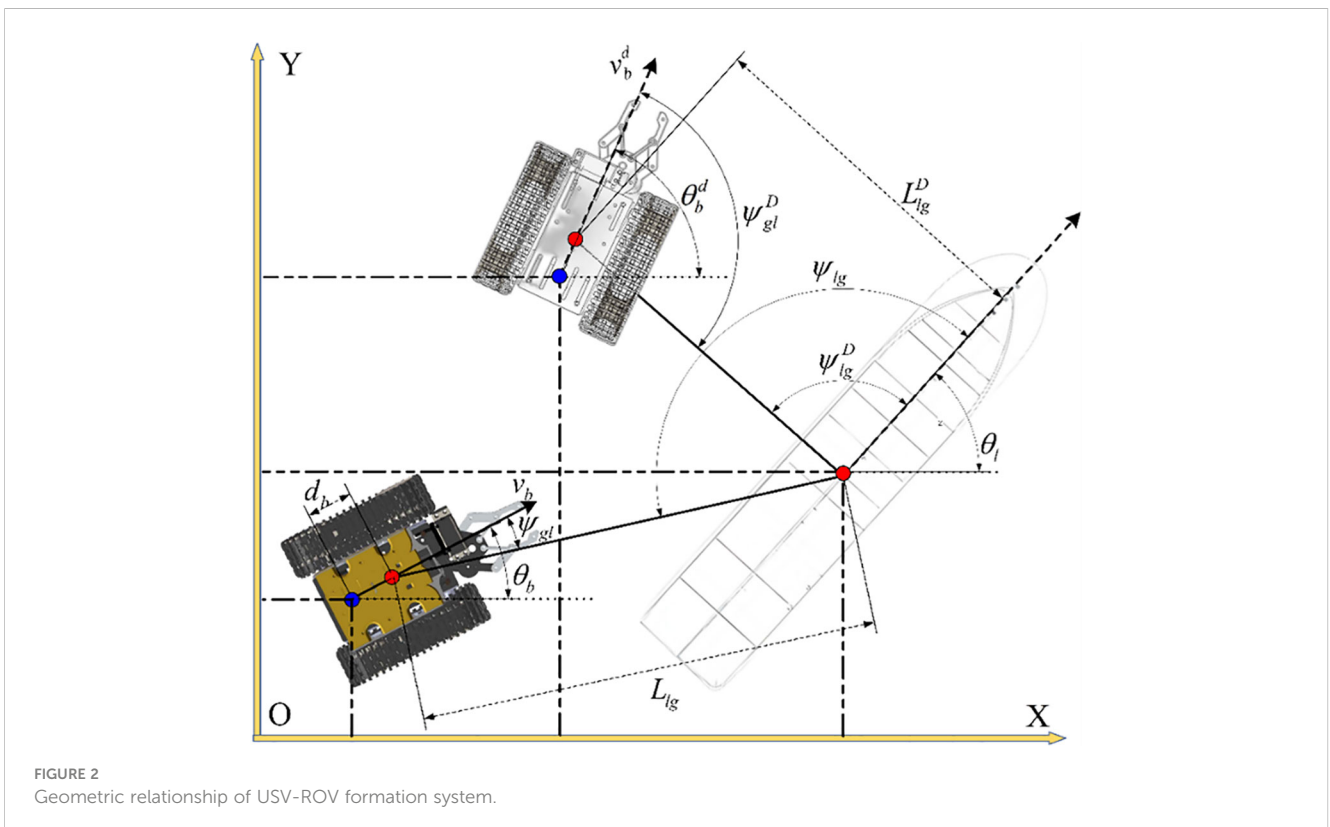 Y
v_b^d
θ_b^d
ψ_gl^D
L_lg^D
ψ_lg
ψ_lg^D
z
θ_l
d_b
v_b
ψ_gl
θ_b
L_lg
O
X
FIGURE 2
Geometric relationship of USV-ROV formation system.